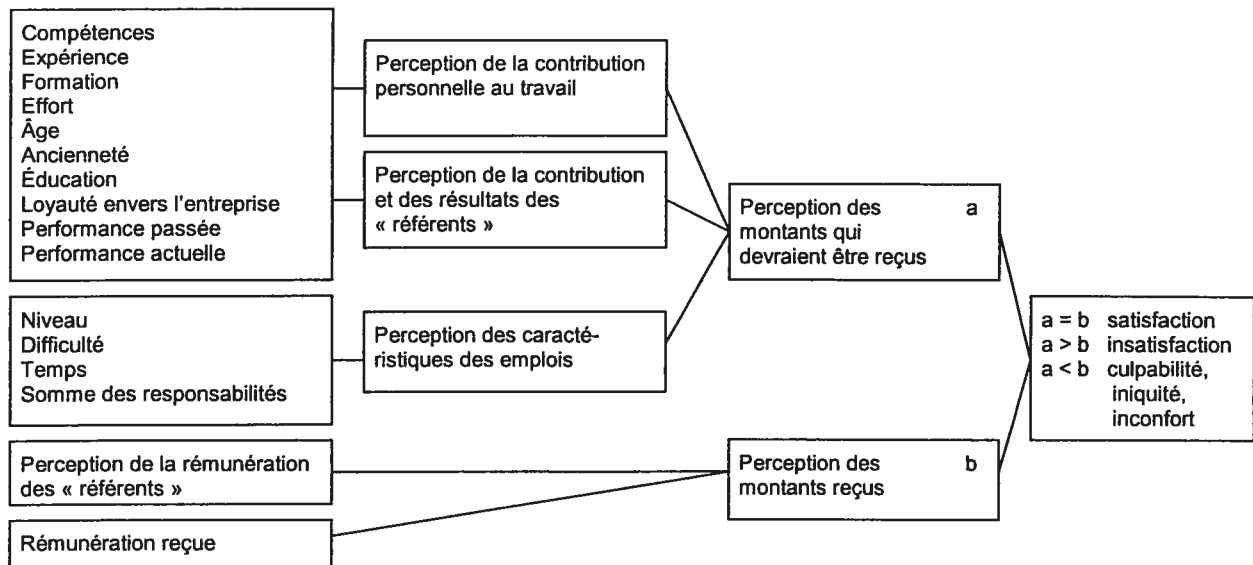 Compétences
Expérience
Formation
Effort
Âge
Ancienneté
Éducation
Loyauté envers l'entreprise
Performance passée
Performance actuelle
Perception de la contribution
personnelle au travail
Perception de la contribution
et des résultats des
« référents »
Niveau
Difficulté
Temps
Somme des responsabilités
Perception des caracté-
ristiques des emplois
Perception de la rémunération
des « référents »
Rémunération reçue
Perception des a
montants qui
devraient être reçus
Perception des b
montants reçus
a = b satisfaction
a > b insatisfaction
a < b culpabilité,
iniquité,
inconfort